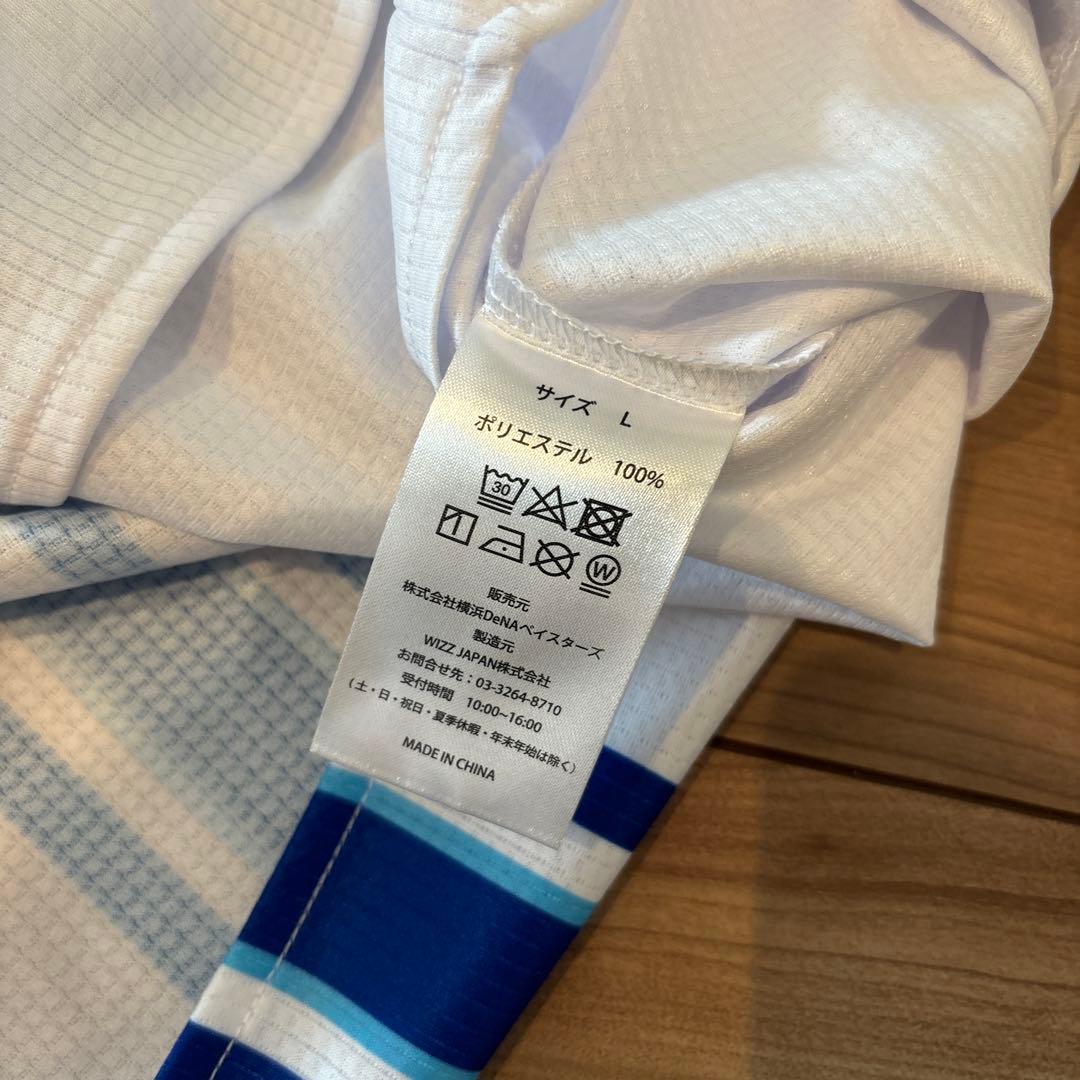 サイズ L
ポリエステル 100%
30
W
販売元
株式会社横浜DeNAベイスターズ
製造元
WIZZ JAPAN株式会社
お問合せ先：03-3264-8710
受付時間 10:00~16:00
(土・日・祝日・夏季休暇・年末年始は除く)
MADE IN CHINA